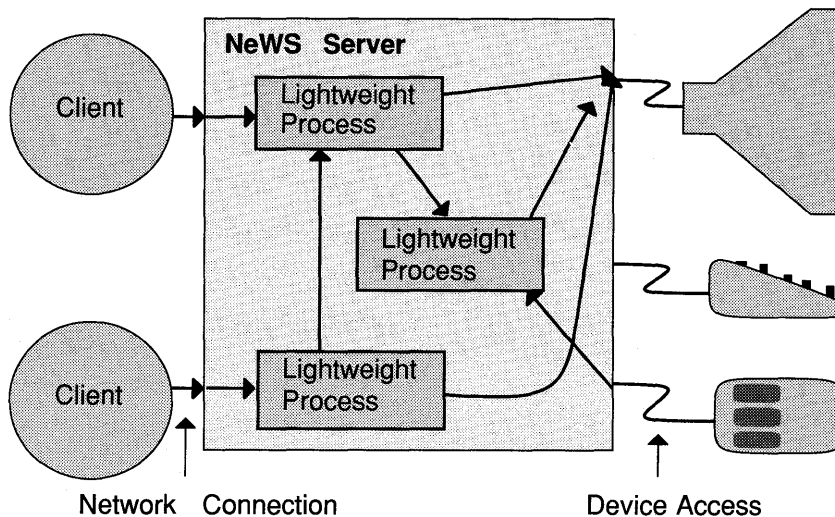 NeWS Server
Client
Lightweight
Process
Lightweight
Process
Client
Lightweight
Process
Network Connection
Device Access